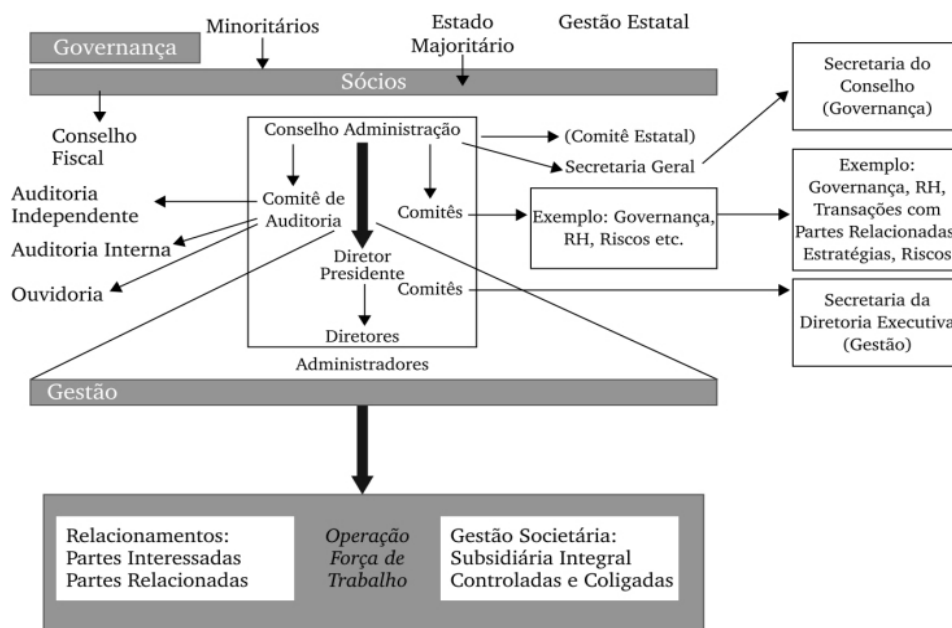 Governança
Minoritários
Estado
Majoritário
Gestão Estatal
Sócios
Conselho
Fiscal
Conselho Administração
(Comitê Estatal)
Secretaria Geral
Secretaria do
Conselho
(Governança)
Auditoria
Independente
Auditoria Interna
Ouvidoria
Comitê de
Auditoria
Comitês
Exemplo: Governança,
RH, Riscos etc.
Exemplo:
Governança, RH,
Transações com
Partes Relacionadas,
Estratégias, Riscos
Diretor
Presidente
Comitês
Diretores
Secretaria da
Diretoria Executiva
(Gestão)
Administradores
Gestão
Relacionamentos:
Partes Interessadas
Partes Relacionadas
Operação
Força de
Trabalho
Gestão Societária:
Subsidiária Integral
Controladas e Coligadas